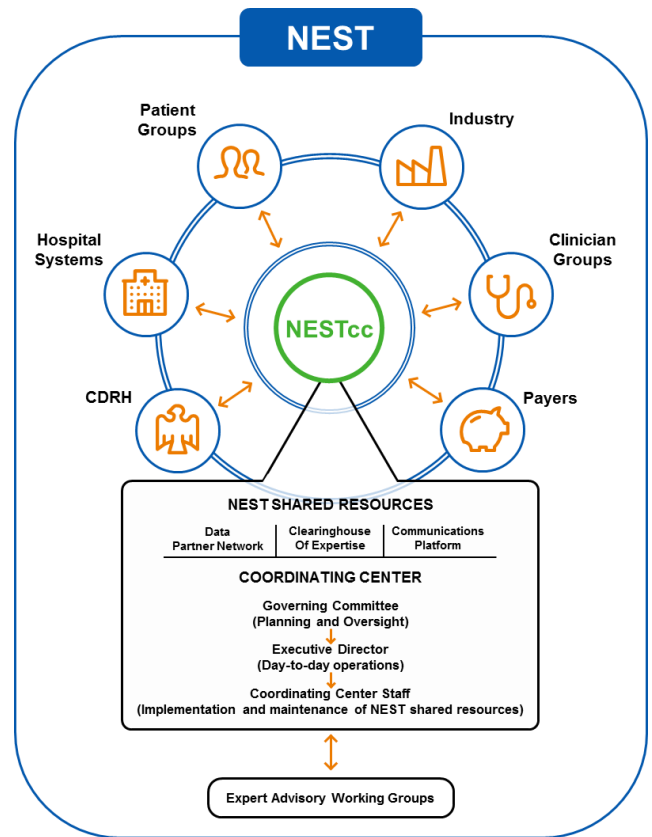 NEST
Patient
Groups
Industry
Hospital
Systems
Clinician
Groups
NESTcc
CDRH
Payers
NEST SHARED RESOURCES
Data
Partner Network
Clearinghouse
Of Expertise
Communications
Platform
COORDINATING CENTER
Governing Committee
(Planning and Oversight)
Executive Director
(Day-to-day operations)
Coordinating Center Staff
(Implementation and maintenance of NEST shared resources)
Expert Advisory Working Groups